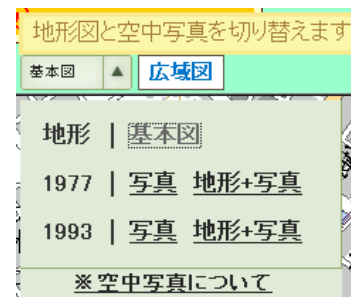 地形図と空中写真を切り替えます
基本図 ▲ 広域図
地形 | 基本図
1977 | 写真 地形+写真
1993 | 写真 地形+写真
※空中写真について